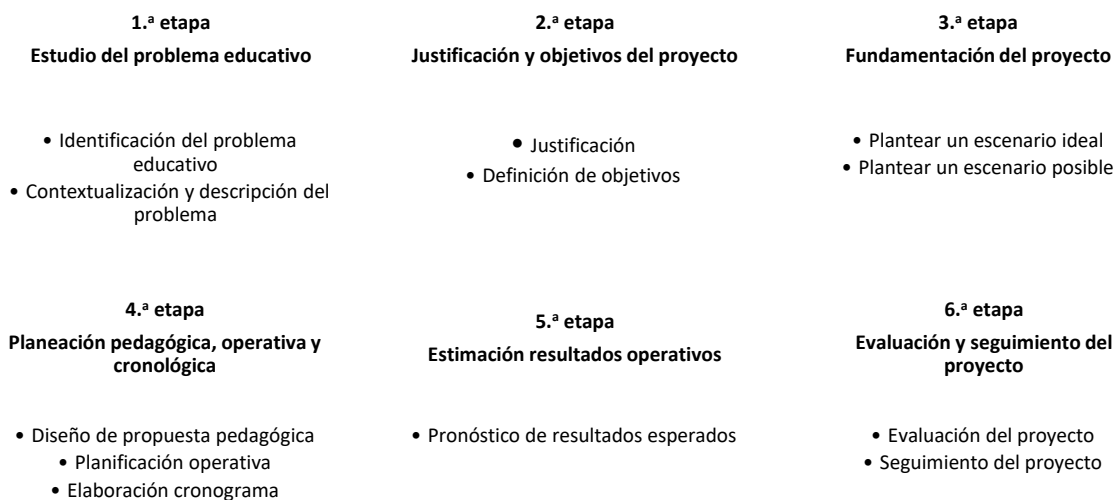 1.ª etapa
Estudio del problema educativo
• Identificación del problema
educativo
• Contextualización y descripción del
problema
2.ª etapa
Justificación y objetivos del proyecto
• Justificación
• Definición de objetivos
3.ª etapa
Fundamentación del proyecto
• Plantear un escenario ideal
• Plantear un escenario posible
4.ª etapa
Planeación pedagógica, operativa y
cronológica
• Diseño de propuesta pedagógica
• Planificación operativa
• Elaboración cronograma
5.ª etapa
Estimación resultados operativos
• Pronóstico de resultados esperados
6.ª etapa
Evaluación y seguimiento del
proyecto
• Evaluación del proyecto
• Seguimiento del proyecto